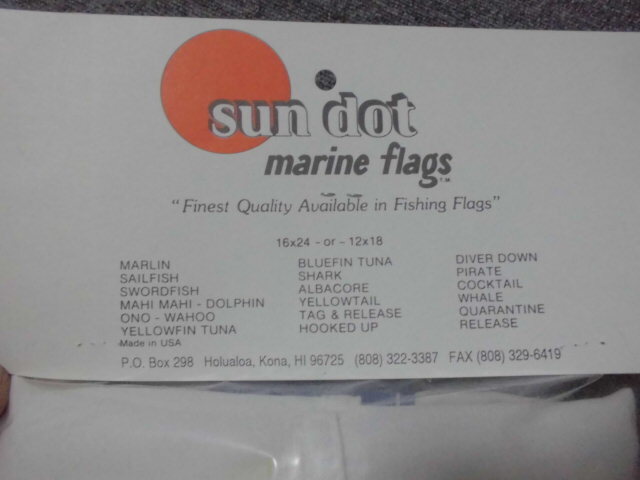 sun dot
marine flags T.M.
"Finest Quality Available in Fishing Flags"
16x24 - or - 12x18
MARLIN BLUEFIN TUNA DIVER DOWN
SAILFISH SHARK PIRATE
SWORDFISH ALBACORE COCKTAIL
MAHI MAHI - DOLPHIN YELLOWTAIL WHALE
ONO - WAHOO TAG & RELEASE QUARANTINE
YELLOWFIN TUNA HOOKED UP RELEASE
Made in USA
P.O. Box 298 Holualoa, Kona, HI 96725 (808) 322-3387 FAX (808) 329-6419